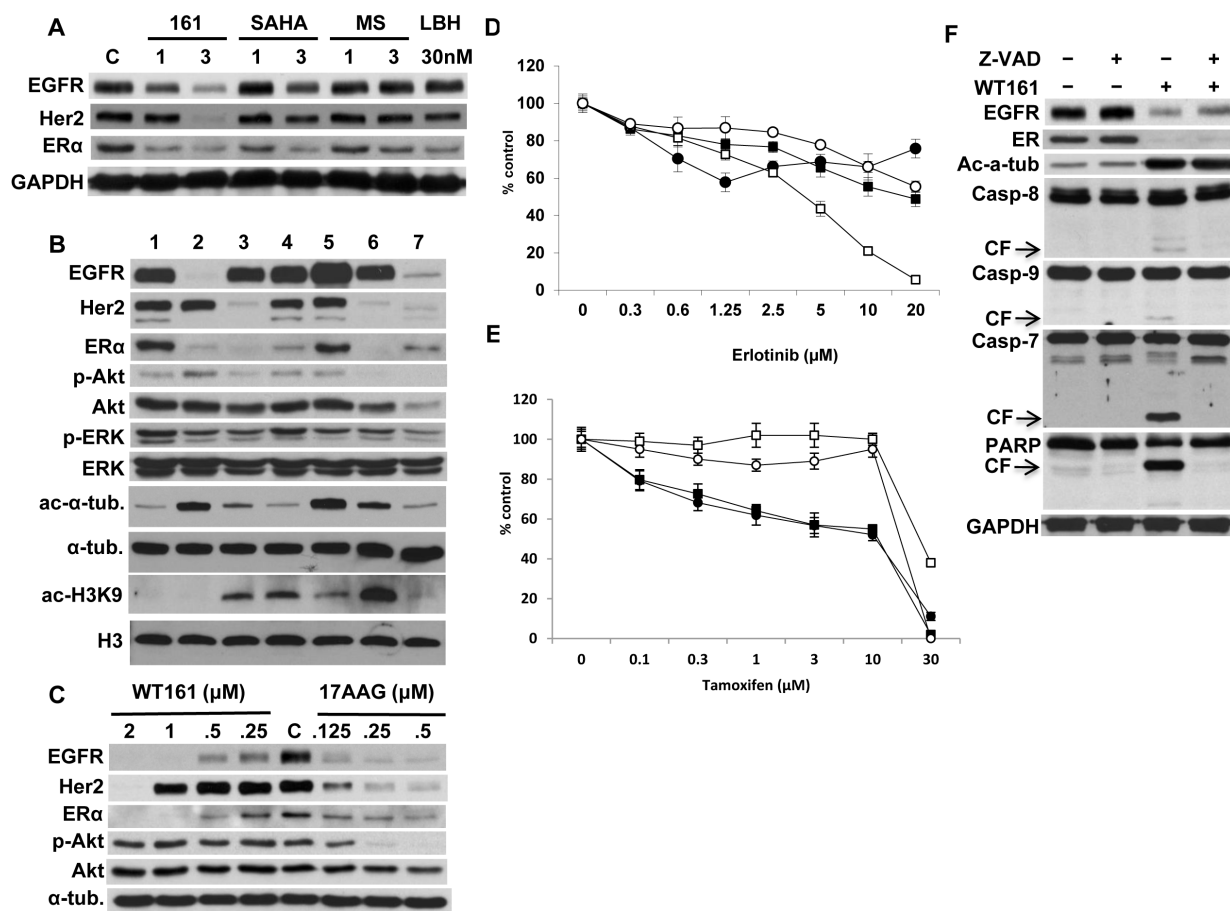 A
161 SAHA MS LBH
C 1 3 1 3 1 3 30nM
EGFR
Her2
ERα
GAPDH
B
1 2 3 4 5 6 7
EGFR
Her2
ERα
p-Akt
Akt
p-ERK
ERK
ac-α-tub.
α-tub.
ac-H3K9
H3
C
WT161 (μM) 17AAG (μM)
2 1 .5 .25 C .125 .25 .5
EGFR
Her2
ERα
p-Akt
Akt
α-tub.
D
120
100
80
60
40
20
0
% control
0 0.3 0.6 1.25 2.5 5 10 20
Erlotinib (μM)
E
120
100
80
60
40
20
0
% control
0 0.1 0.3 1 3 10 30
Tamoxifen (μM)
F
Z-VAD – + – +
WT161 – – + +
EGFR
ER
Ac-a-tub
Casp-8
CF
Casp-9
CF
Casp-7
CF
PARP
CF
GAPDH